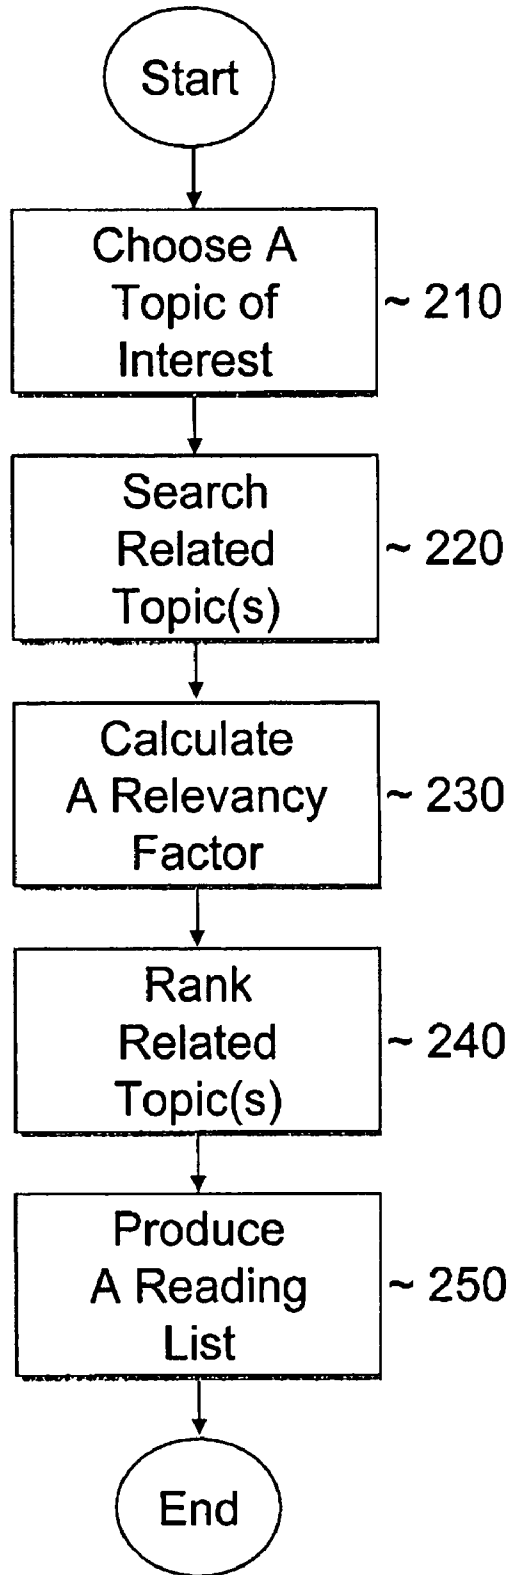 Start
Choose A
Topic of
Interest
~ 210
Search
Related
Topic(s)
~ 220
Calculate
A Relevancy
Factor
~ 230
Rank
Related
Topic(s)
~ 240
Produce
A Reading
List
~ 250
End